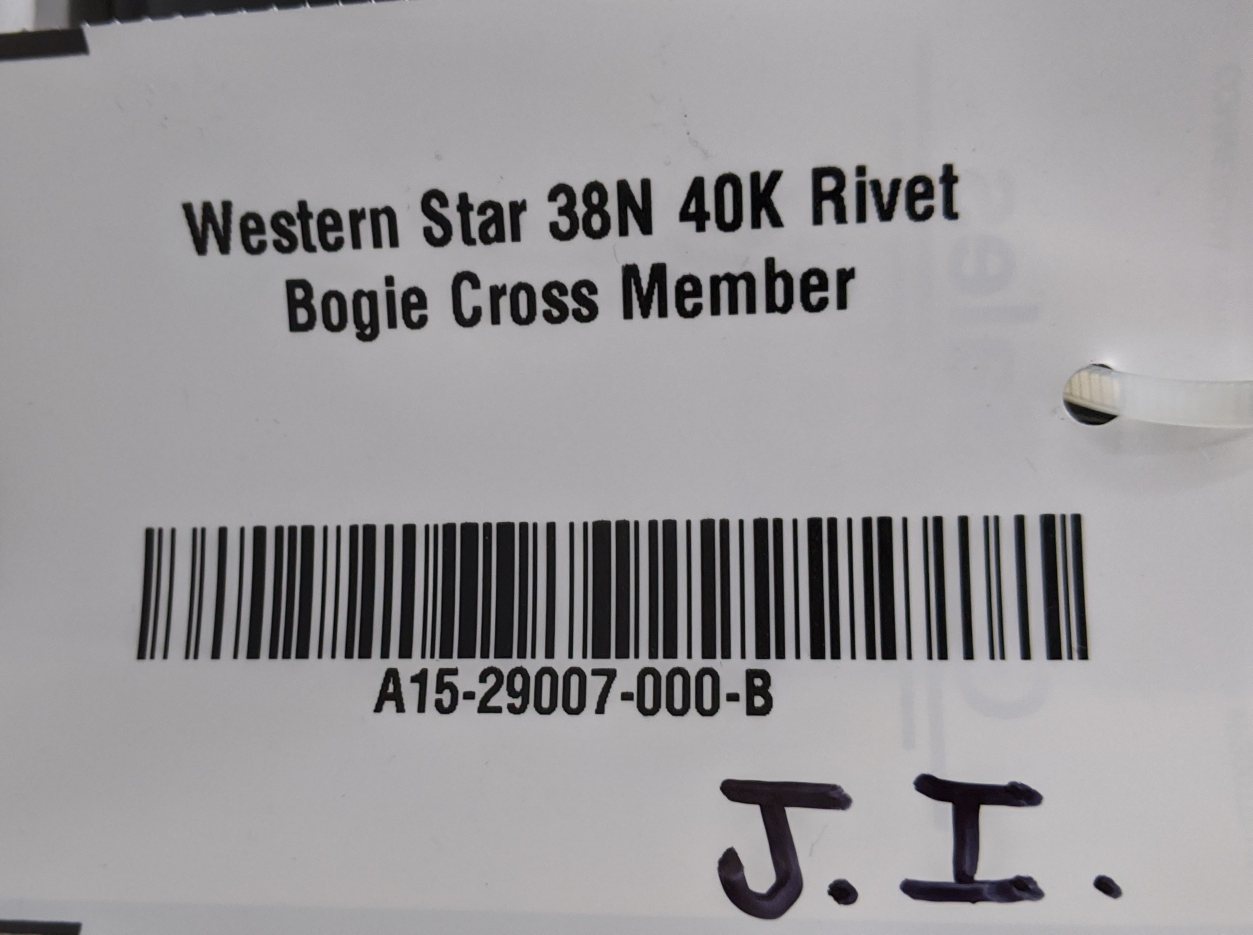 Western Star 38N 40K Rivet
Bogie Cross Member
A15-29007-000-B
J.I.